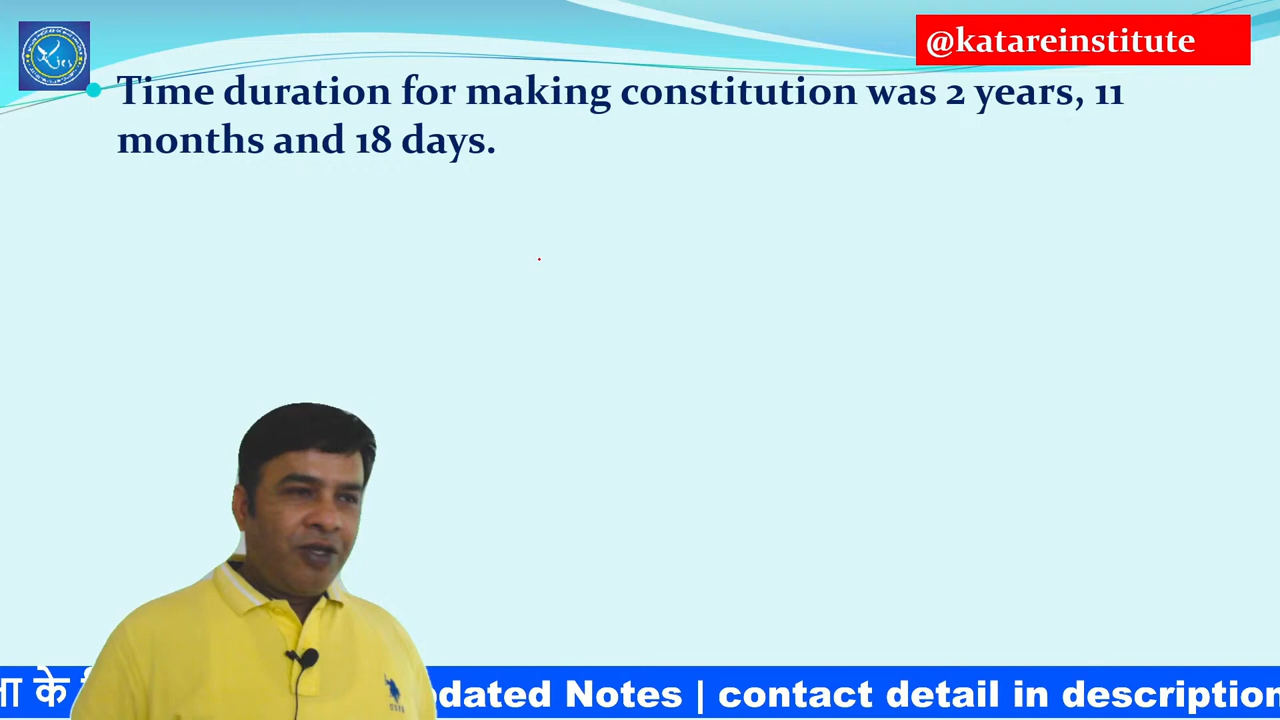 @katareinstitute
Time duration for making constitution was 2 years, 11
months and 18 days.
के
dated Notes | contact detail in description